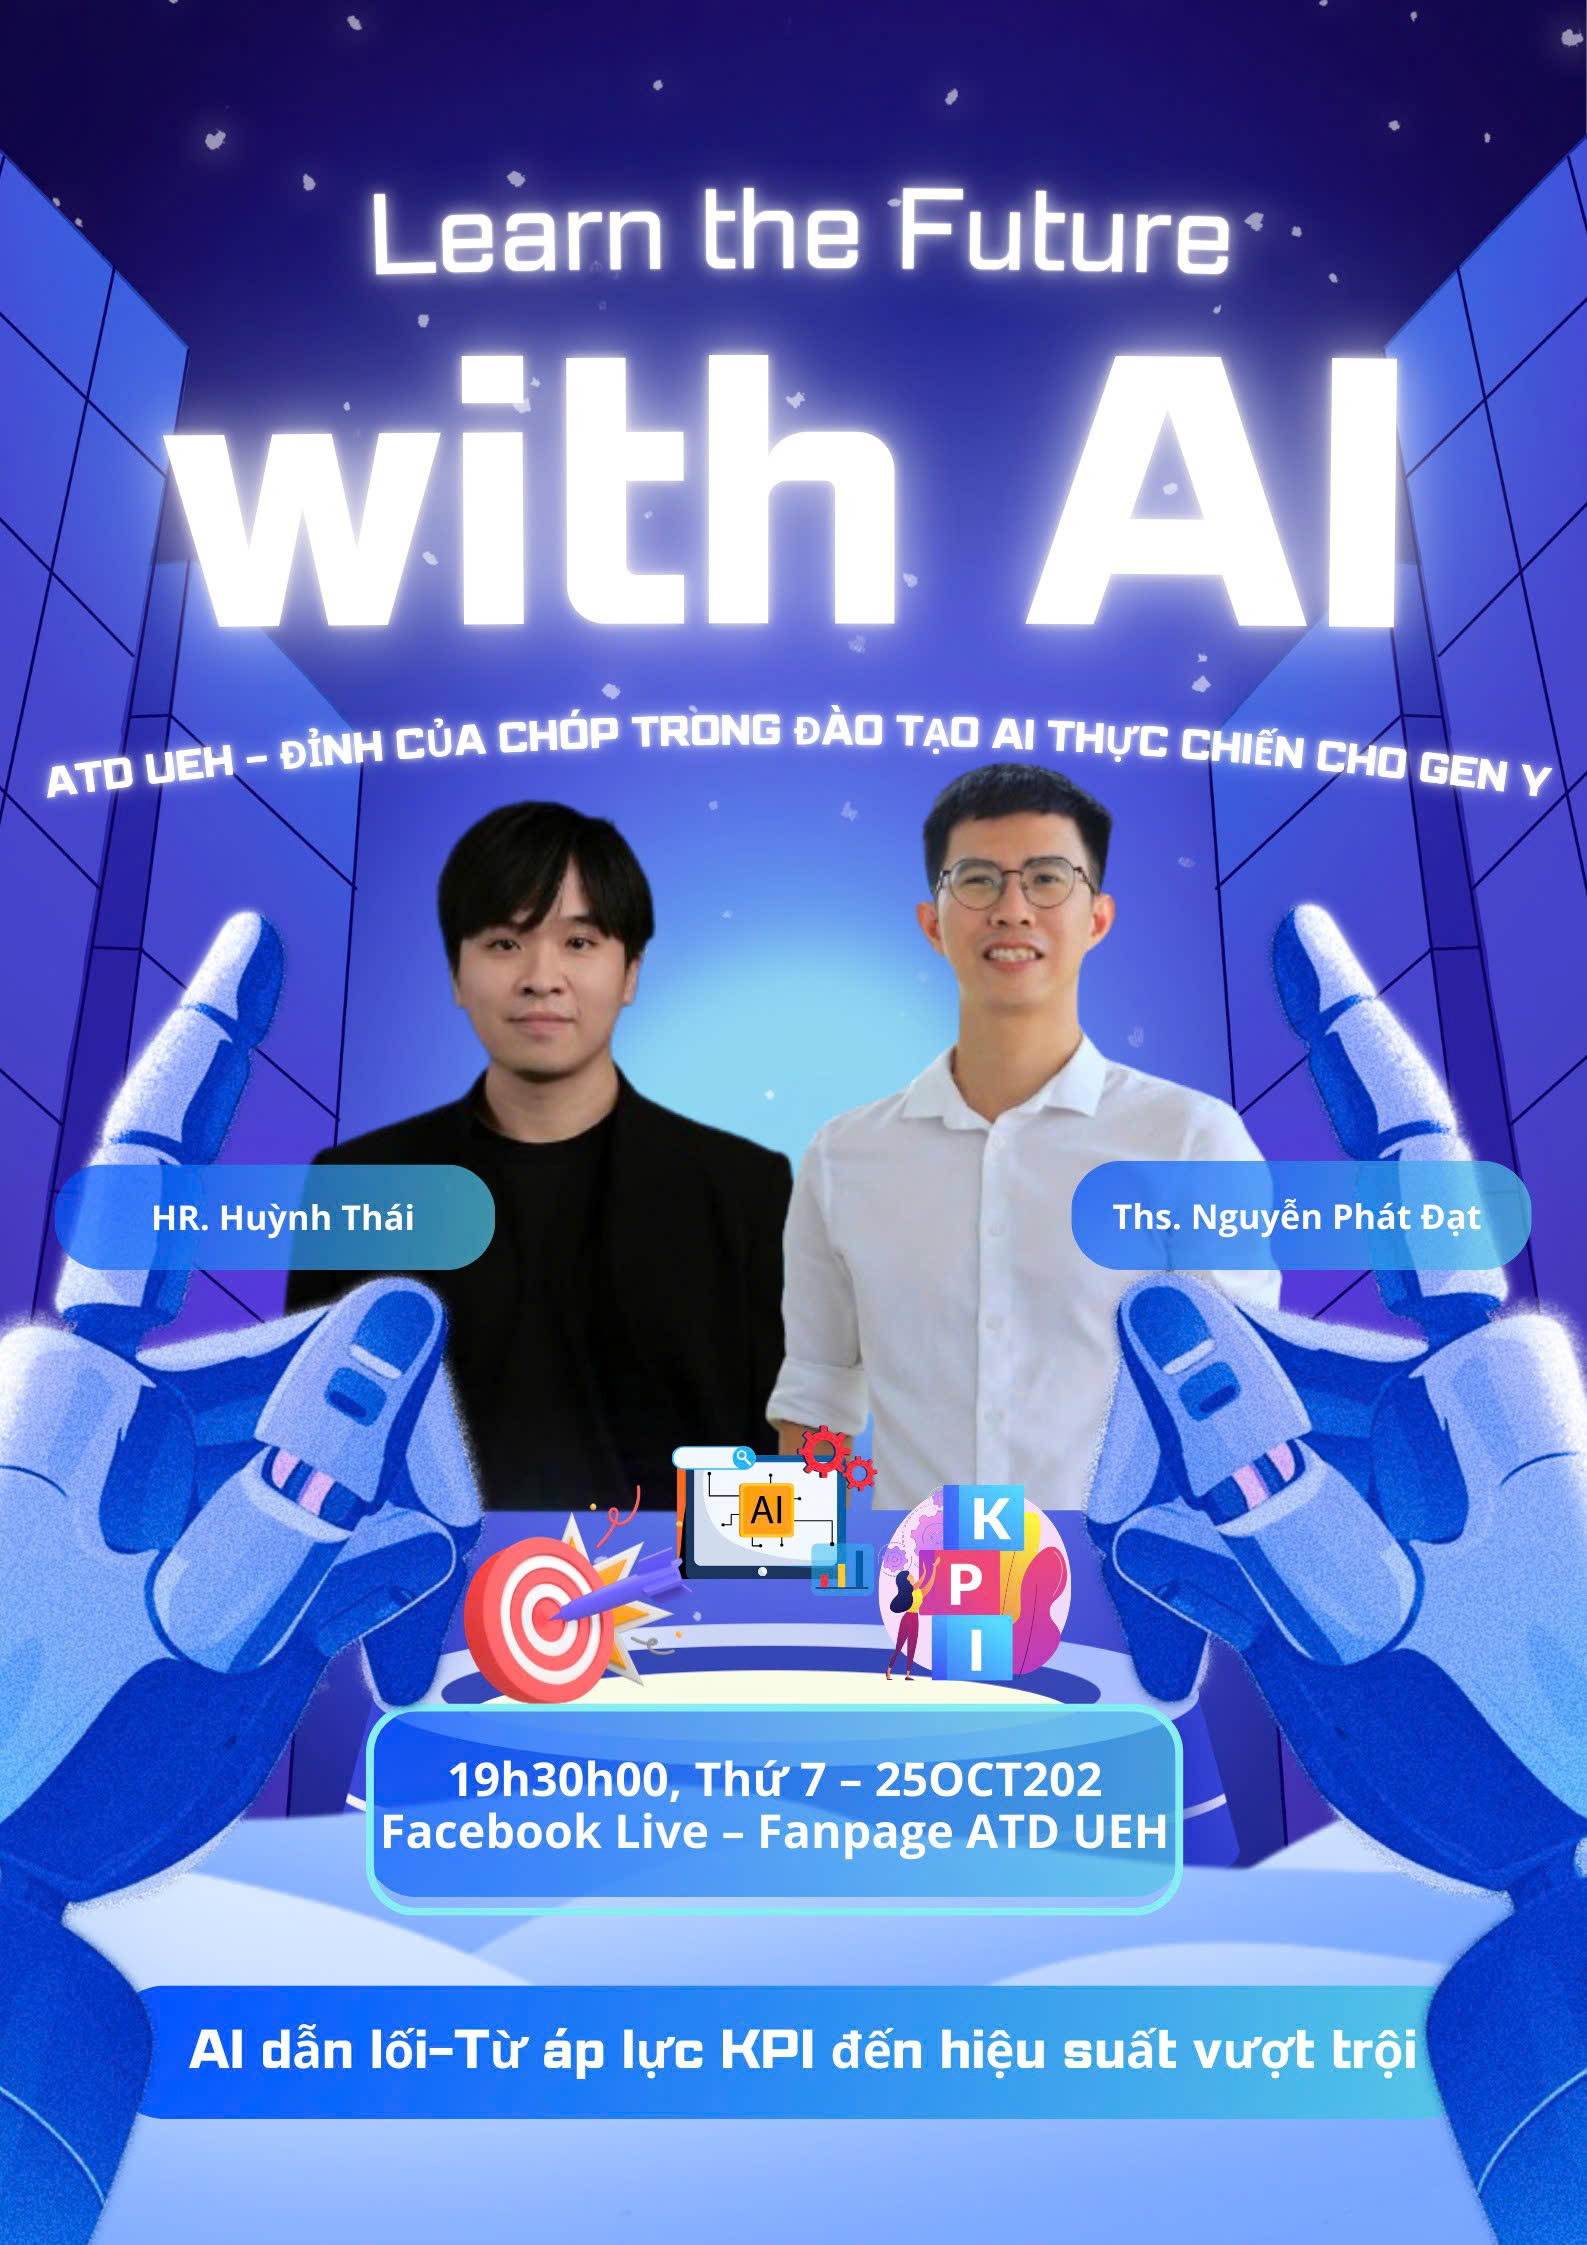 Learn the Future
with AI
ATD UEH – ĐỈNH CỦA CHÓP TRONG ĐÀO TẠO AI THỰC CHIẾN CHO GEN Y
HR. Huỳnh Thái
Ths. Nguyễn Phát Đạt
AI
K
P
I
19h30h00, Thứ 7 – 25OCT202
Facebook Live – Fanpage ATD UEH
AI dẫn lối–Từ áp lực KPI đến hiệu suất vượt trội